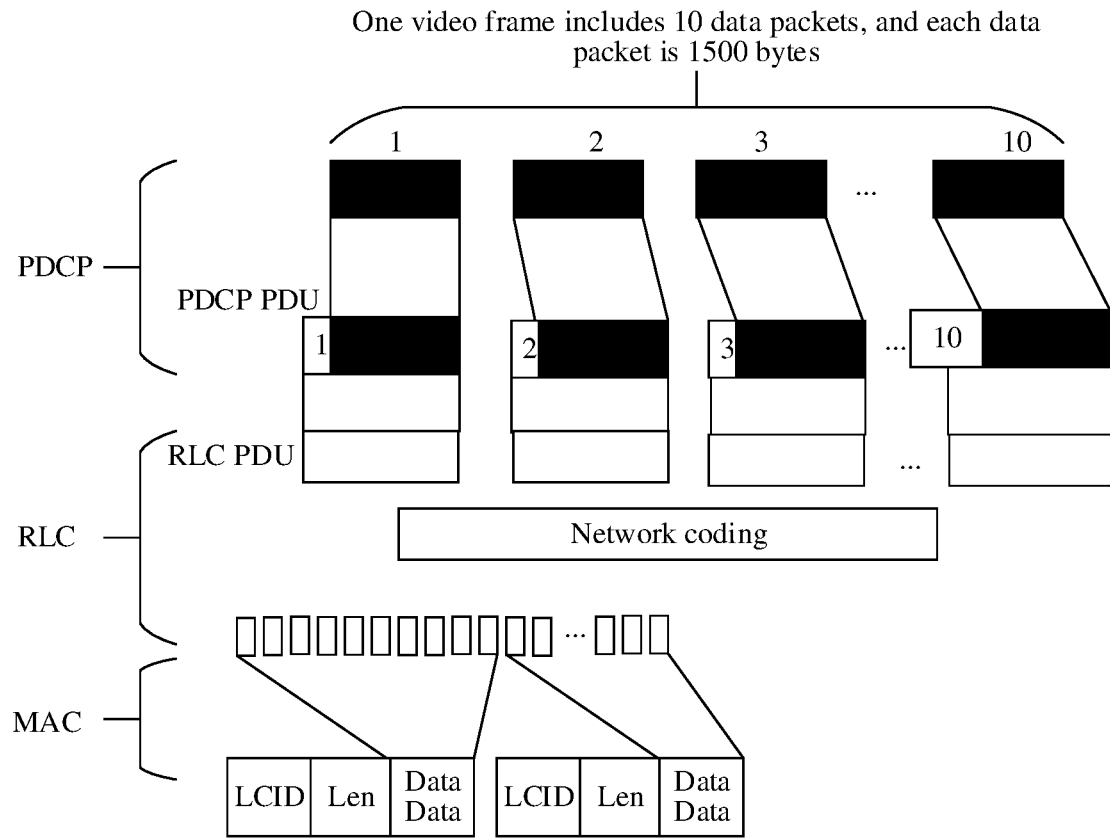 One video frame includes 10 data packets, and each data
packet is 1500 bytes
1 2 3 10
...
PDCP
PDCP PDU
1 2 3 ... 10
RLC PDU
...
RLC
Network coding
...
MAC
LCID Len Data Data LCID Len Data Data